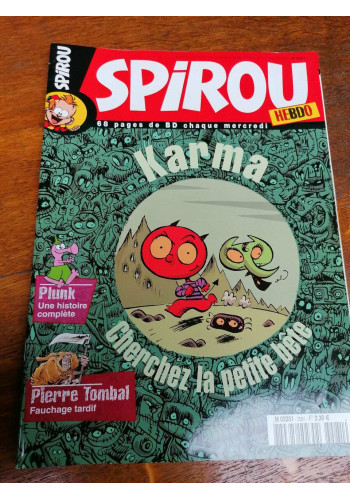 SPIROU
SPIROU
HEBDO
68 pages de BD chaque mercredi
Karma
Cherchez la petite bête
Plunk
Une histoire
complète
Pierre Tombal
Fauchage tardif